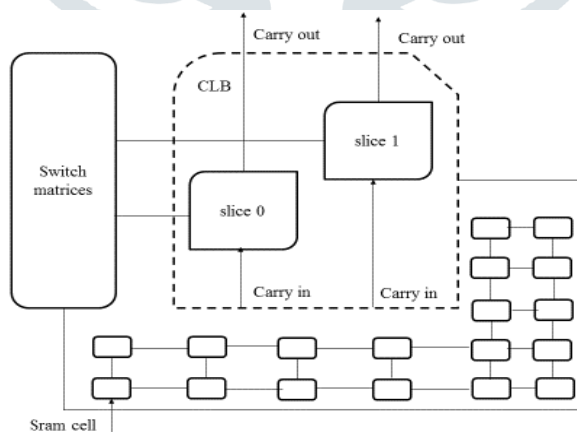 Carry out
Carry out
CLB
slice 1
Switch
matrices
slice 0
Carry in
Carry in
Sram cell